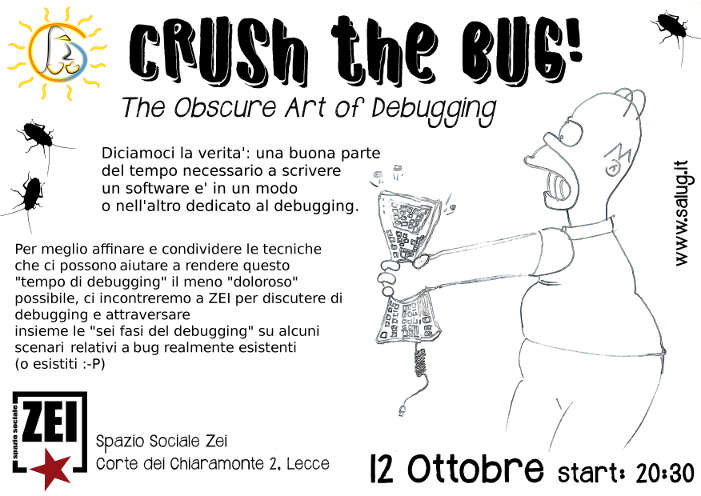 CRUSH the BUG!
The Obscure Art of Debugging
Diciamoci la verita': una buona parte
del tempo necessario a scrivere
un software e' in un modo
o nell'altro dedicato al debugging.
www.salug.it
Per meglio affinare e condividere le tecniche
che ci possono aiutare a rendere questo
"tempo di debugging" il meno "doloroso"
possibile, ci incontreremo a ZEI per discutere di
debugging e attraversare
insieme le "sei fasi del debugging" su alcuni
scenari relativi a bug realmente esistenti
(o esistiti :-P)
spazio sociale
ZEI
Spazio Sociale Zei
Corte dei Chiaramonte 2, Lecce
12 Ottobre start: 20:30